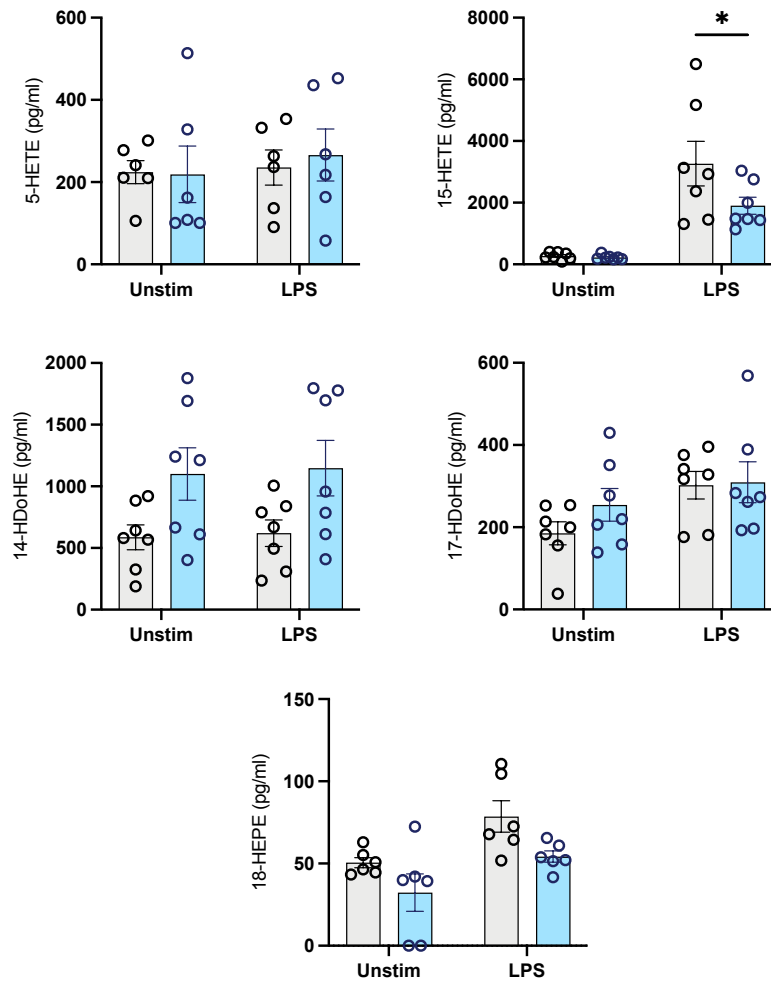 5-HETE (pg/ml)
600
400
200
0
Unstim LPS
15-HETE (pg/ml)
8000
6000
4000
2000
0
*
Unstim LPS
14-HDoHE (pg/ml)
2000
1500
1000
500
0
Unstim LPS
17-HDoHE (pg/ml)
600
400
200
0
Unstim LPS
18-HEPE (pg/ml)
150
100
50
0
Unstim LPS